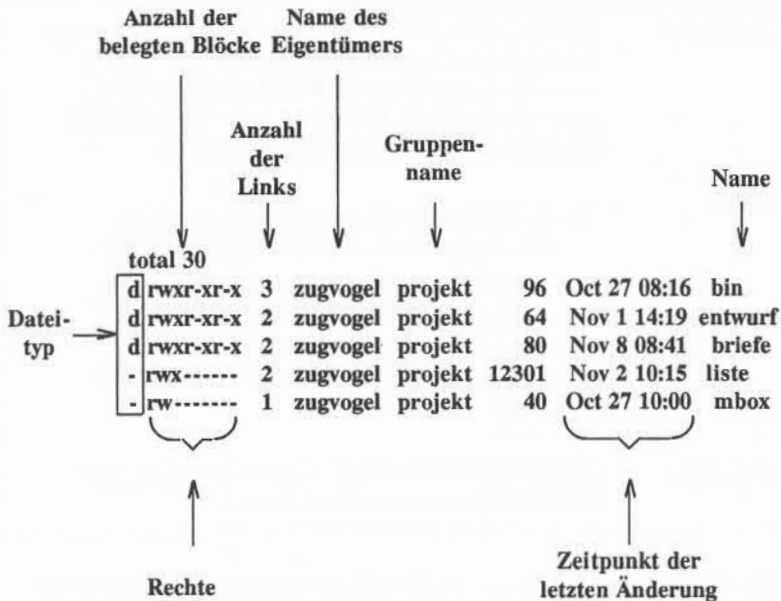 Anzahl der
belegten Blöcke
Name des
Eigentümers
Anzahl
der
Links
Gruppen-
name
Name
total 30
d rwxr-xr-x 3 zugvogel projekt 96 Oct 27 08:16 bin
d rwxr-xr-x 2 zugvogel projekt 64 Nov 1 14:19 entwurf
d rwxr-xr-x 2 zugvogel projekt 80 Nov 8 08:41 briefe
- rwx------ 2 zugvogel projekt 12301 Nov 2 10:15 liste
- rw------- 1 zugvogel projekt 40 Oct 27 10:00 mbox
Datei-
typ
Rechte
Zeitpunkt der
letzten Änderung